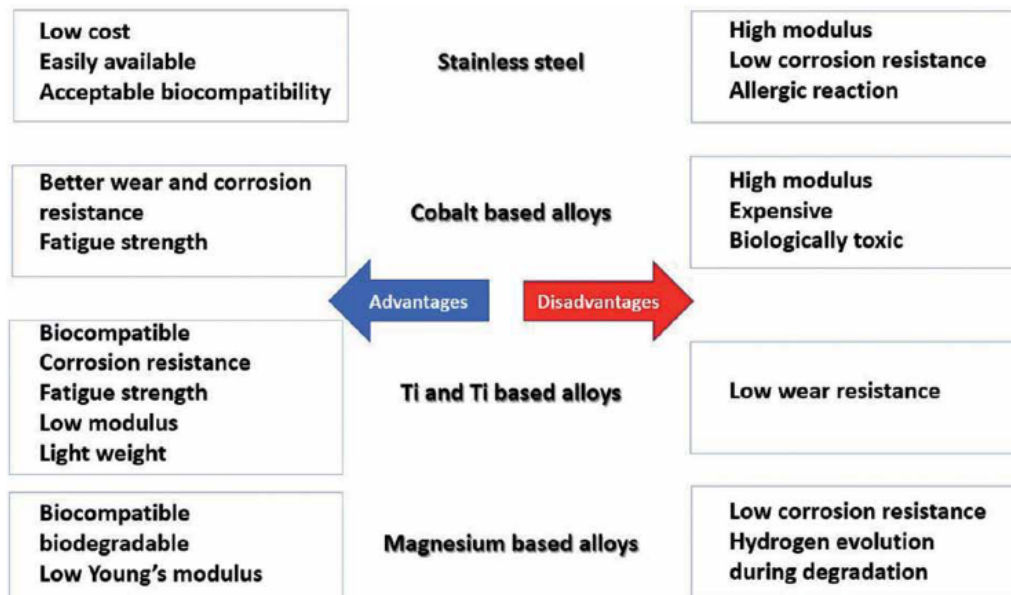 Low cost
Easily available
Acceptable biocompatibility
Stainless steel
High modulus
Low corrosion resistance
Allergic reaction
Better wear and corrosion
resistance
Fatigue strength
Cobalt based alloys
High modulus
Expensive
Biologically toxic
Advantages
Disadvantages
Biocompatible
Corrosion resistance
Fatigue strength
Low modulus
Light weight
Ti and Ti based alloys
Low wear resistance
Biocompatible
biodegradable
Low Young's modulus
Magnesium based alloys
Low corrosion resistance
Hydrogen evolution
during degradation